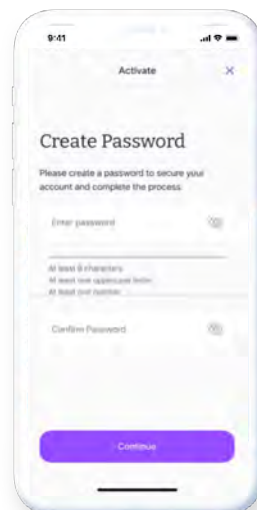 9:41
Activate
Create Password
Please create a password to secure your
account and complete the process.
Enter password
At least 8 characters
At least one uppercase letter
At least one number
Confirm Password
Continue